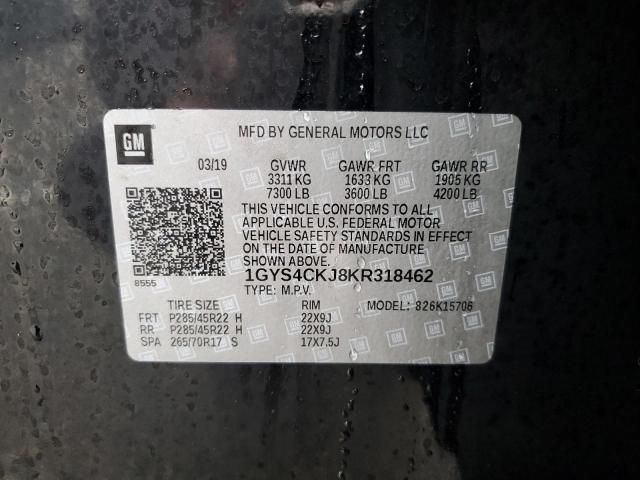 GM
MFD BY GENERAL MOTORS LLC
03/19 GVWR GAWR FRT GAWR RR
3311 KG 1633 KG 1905 KG
7300 LB 3600 LB 4200 LB
THIS VEHICLE CONFORMS TO ALL
APPLICABLE U.S. FEDERAL MOTOR
VEHICLE SAFETY STANDARDS IN EFFECT
ON THE DATE OF MANUFACTURE
SHOWN ABOVE.
1GYS4CKJ8KR318462
8555
TYPE: M.P.V.
TIRE SIZE RIM MODEL: 826K15706
FRT P285/45R22 H 22X9J
RR P285/45R22 H 22X9J
SPA 265/70R17 S 17X7.5J